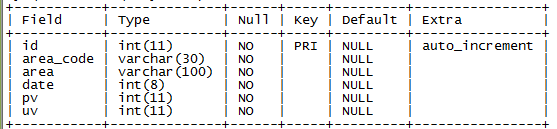 +-----------+--------------+------+-----+---------+----------------+
| Field     | Type         | Null | Key | Default | Extra          |
+-----------+--------------+------+-----+---------+----------------+
| id        | int(11)      | NO   | PRI | NULL    | auto_increment |
| area_code | varchar(30)  | NO   |     | NULL    |                |
| area      | varchar(100) | NO   |     | NULL    |                |
| date      | int(8)       | NO   |     | NULL    |                |
| pv        | int(11)      | NO   |     | NULL    |                |
| uv        | int(11)      | NO   |     | NULL    |                |
+-----------+--------------+------+-----+---------+----------------+